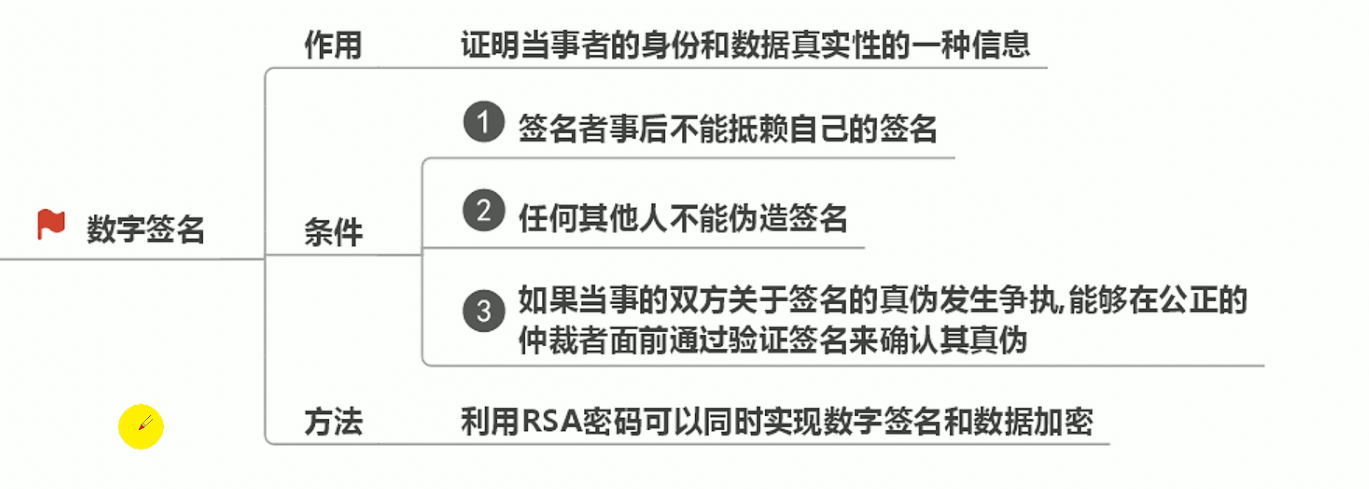 作用
证明当事者的身份和数据真实性的一种信息
1 签名者事后不能抵赖自己的签名
数字签名
条件
2 任何其他人不能伪造签名
3 如果当事的双方关于签名的真伪发生争执,能够在公正的
仲裁者面前通过验证签名来确认其真伪
方法
利用RSA密码可以同时实现数字签名和数据加密